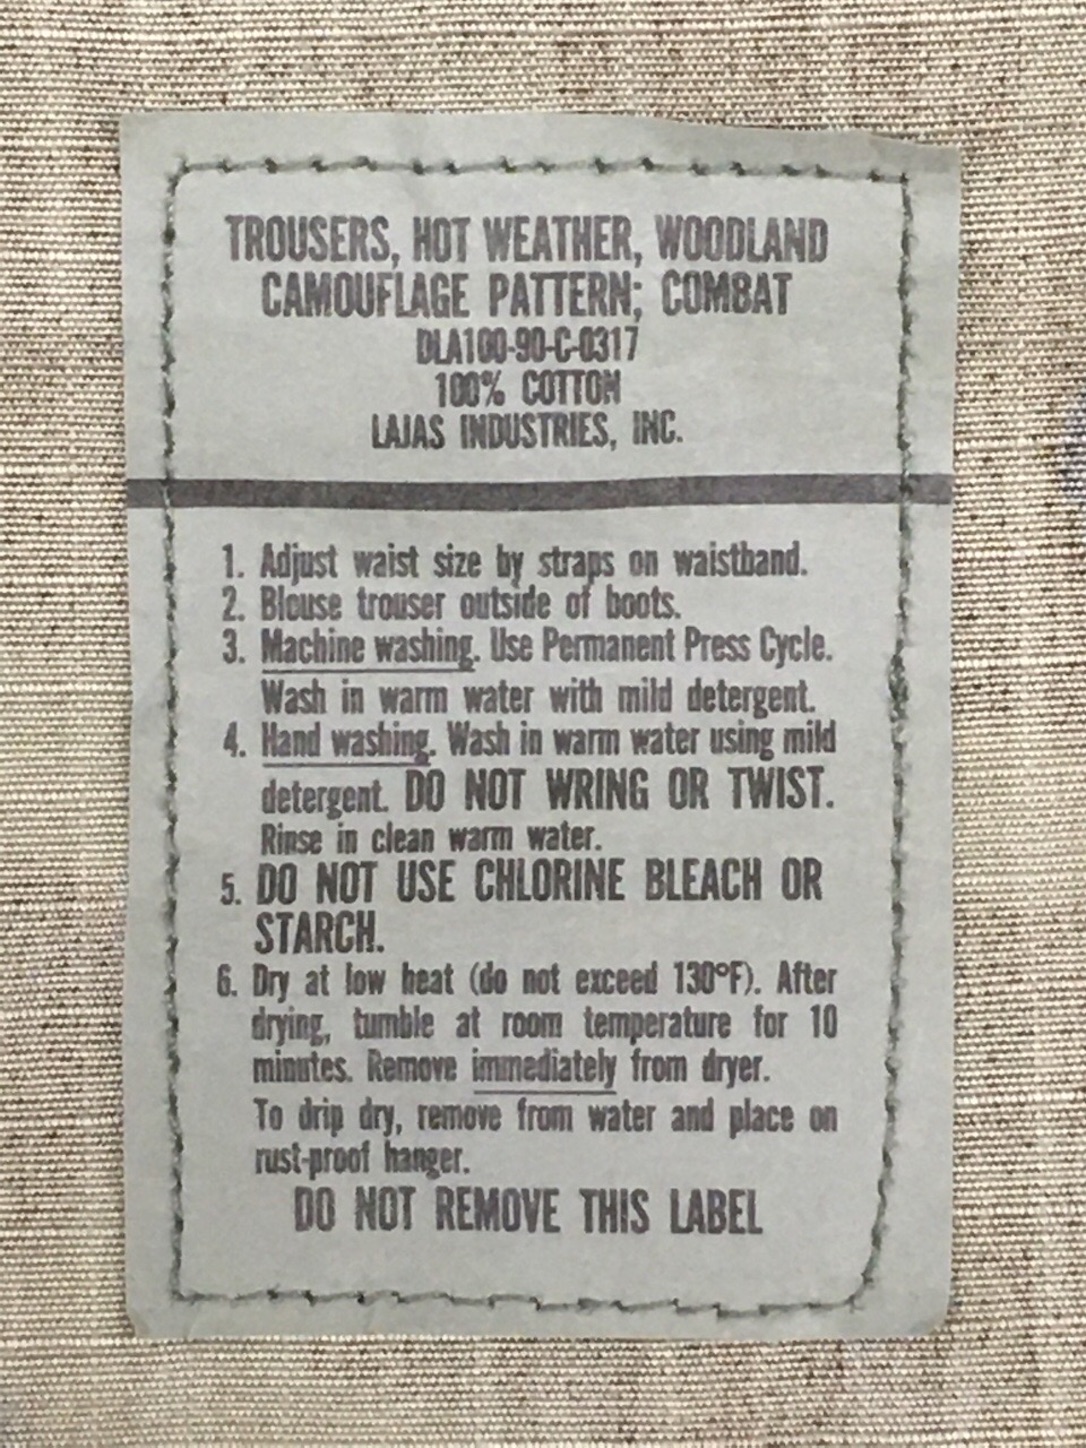 TROUSERS, HOT WEATHER, WOODLAND
CAMOUFLAGE PATTERN; COMBAT
DLA100-90-C-0317
100% COTTON
LAJAS INDUSTRIES, INC.
1. Adjust waist size by straps on waistband.
2. Blouse trouser outside of boots.
3. Machine washing. Use Permanent Press Cycle.
Wash in warm water with mild detergent.
4. Hand washing. Wash in warm water using mild
detergent. DO NOT WRING OR TWIST.
Rinse in clean warm water.
5. DO NOT USE CHLORINE BLEACH OR
STARCH.
6. Dry at low heat (do not exceed 130°F). After
drying, tumble at room temperature for 10
minutes. Remove immediately from dryer.
To drip dry, remove from water and place on
rust-proof hanger.
DO NOT REMOVE THIS LABEL